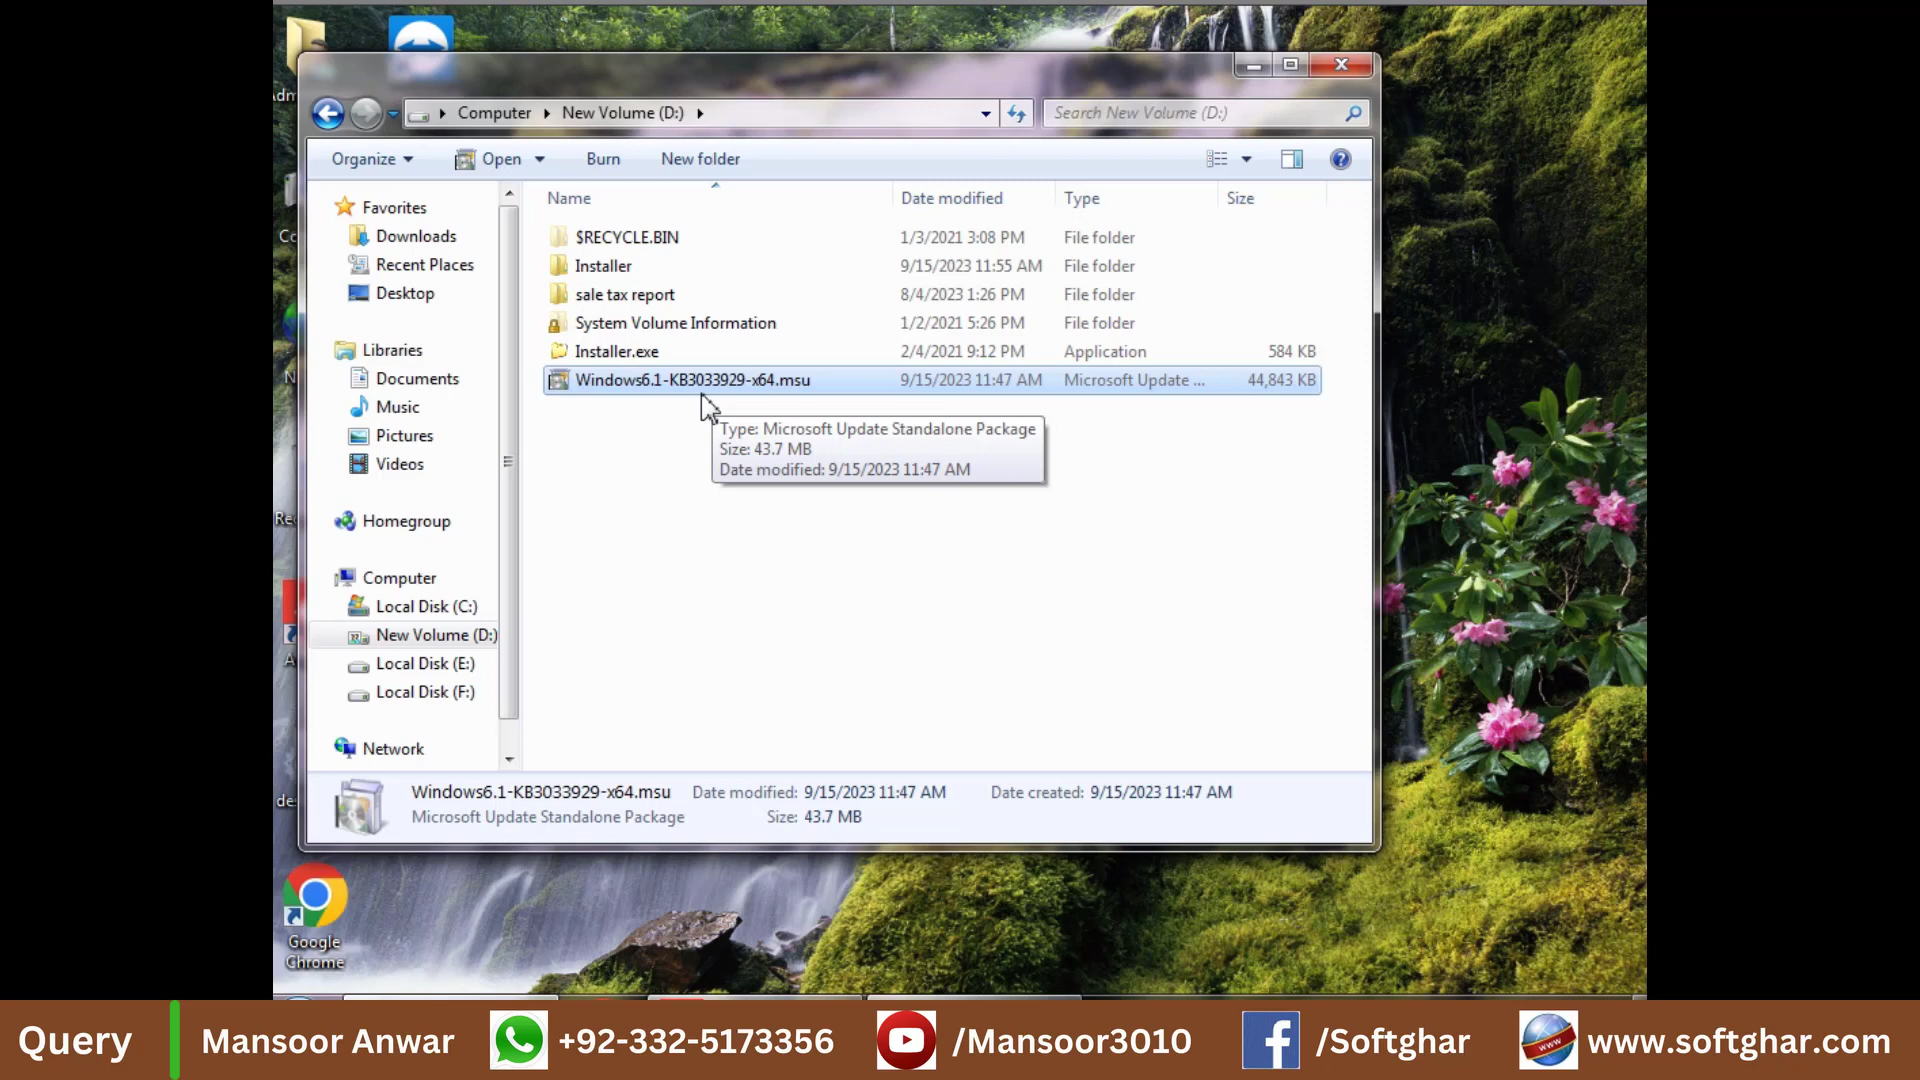 Computer New Volume (D:) Search New Volume (D:)
Organize Open Burn New folder
Name Date modified Type Size
Favorites
Downloads
Recent Places
Desktop
Libraries
Documents
Music
Pictures
Videos
Homegroup
Computer
Local Disk (C:)
New Volume (D:)
Local Disk (E:)
Local Disk (F:)
Network
$RECYCLE.BIN 1/3/2021 3:08 PM File folder
Installer 9/15/2023 11:55 AM File folder
sale tax report 8/4/2023 1:26 PM File folder
System Volume Information 1/2/2021 5:26 PM File folder
Installer.exe 2/4/2021 9:12 PM Application 584 KB
Windows6.1-KB3033929-x64.msu 9/15/2023 11:47 AM Microsoft Update ... 44,843 KB
Type: Microsoft Update Standalone Package
Size: 43.7 MB
Date modified: 9/15/2023 11:47 AM
Windows6.1-KB3033929-x64.msu Date modified: 9/15/2023 11:47 AM Date created: 9/15/2023 11:47 AM
Microsoft Update Standalone Package Size: 43.7 MB
Google
Chrome
Query Mansoor Anwar +92-332-5173356 /Mansoor3010 /Softghar www.softghar.com